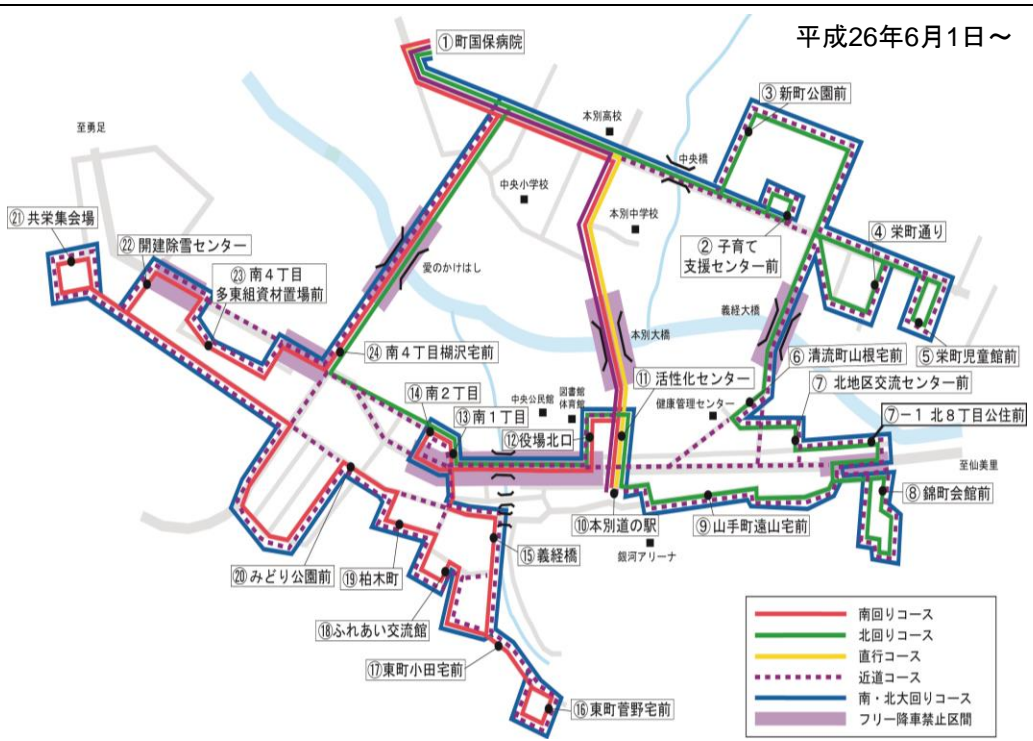 平成26年6月1日～
①町国保病院
③新町公園前
本別高校
至勇足
中央橋
中央小学校
本別中学校
㉑共栄集会場
㉒開建除雪センター
②子育て
支援センター前
④栄町通り
㉓南4丁目
多東組資材置場前
愛のかけはし
義経大橋
本別大橋
⑤栄町児童館前
㉔南4丁目楜沢宅前
⑥清流町山根宅前
⑪活性化センター
⑦北地区交流センター前
⑭南2丁目
中央公民館
図書館
体育館
健康管理センター
⑬南1丁目
⑦－1 北8丁目公住前
⑫役場北口
至仙美里
⑧錦町会館前
⑩本別道の駅
⑨山手町遠山宅前
⑮義経橋
銀河アリーナ
⑳みどり公園前
⑲柏木町
⑱ふれあい交流館
⑰東町小田宅前
⑯東町菅野宅前
南回りコース
北回りコース
直行コース
近道コース
南・北大回りコース
フリー降車禁止区間